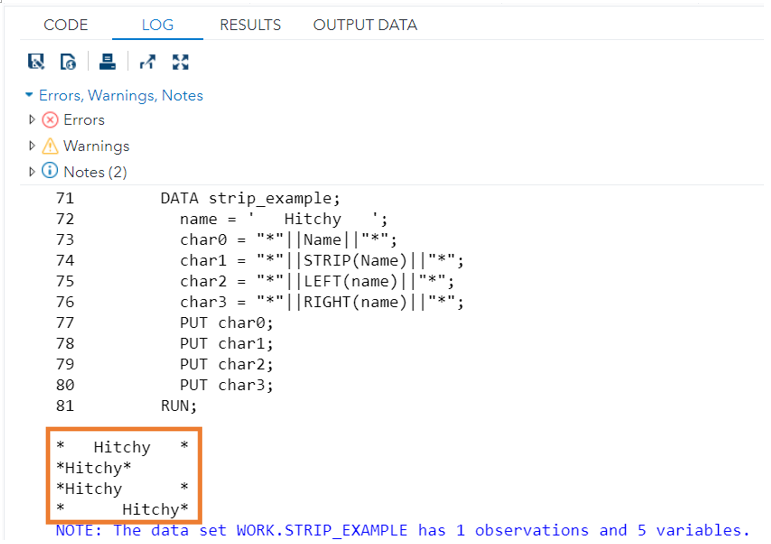 CODE LOG RESULTS OUTPUT DATA
Errors, Warnings, Notes
Errors
Warnings
Notes (2)
71         DATA strip_example;
72           name = '   Hitchy   ';
73           char0 = "*"||Name||"*";
74           char1 = "*"||STRIP(Name)||"*";
75           char2 = "*"||LEFT(name)||"*";
76           char3 = "*"||RIGHT(name)||"*";
77           PUT char0;
78           PUT char1;
79           PUT char2;
80           PUT char3;
81         RUN;
*   Hitchy   *
*Hitchy*
*Hitchy      *
*      Hitchy*
NOTE: The data set WORK.STRIP_EXAMPLE has 1 observations and 5 variables.